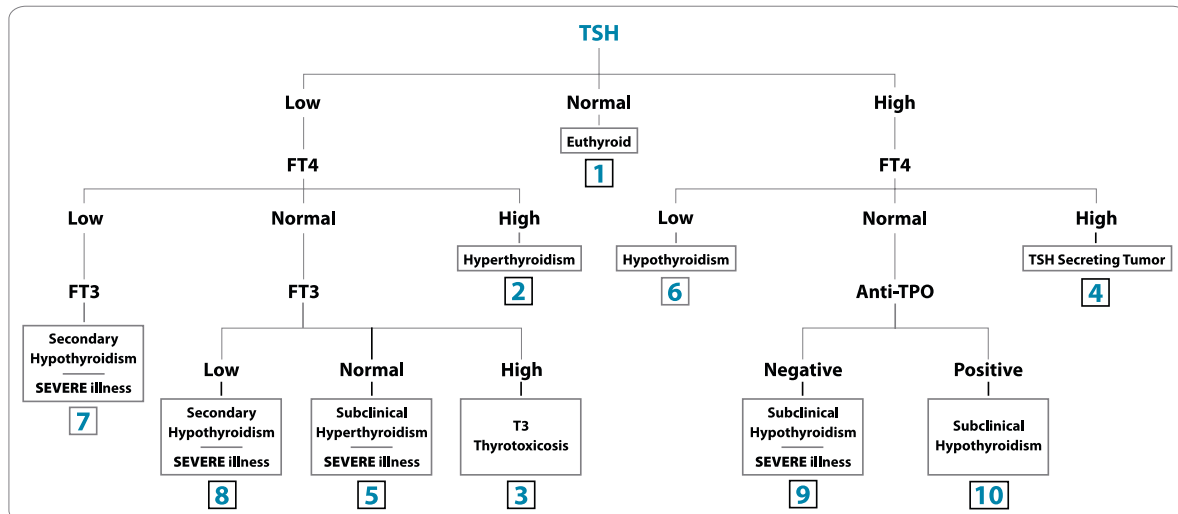 TSH
Low
Normal
High
Euthyroid
1
FT4
FT4
Low
Normal
High
Low
Normal
High
Hyperthyroidism
2
Hypothyroidism
6
TSH Secreting Tumor
4
FT3
FT3
Anti-TPO
Secondary
Hypothyroidism
SEVERE illness
7
Low
Normal
High
Negative
Positive
Secondary
Hypothyroidism
SEVERE illness
8
Subclinical
Hyperthyroidism
SEVERE illness
5
T3
Thyrotoxicosis
3
Subclinical
Hypothyroidism
SEVERE illness
9
Subclinical
Hypothyroidism
10